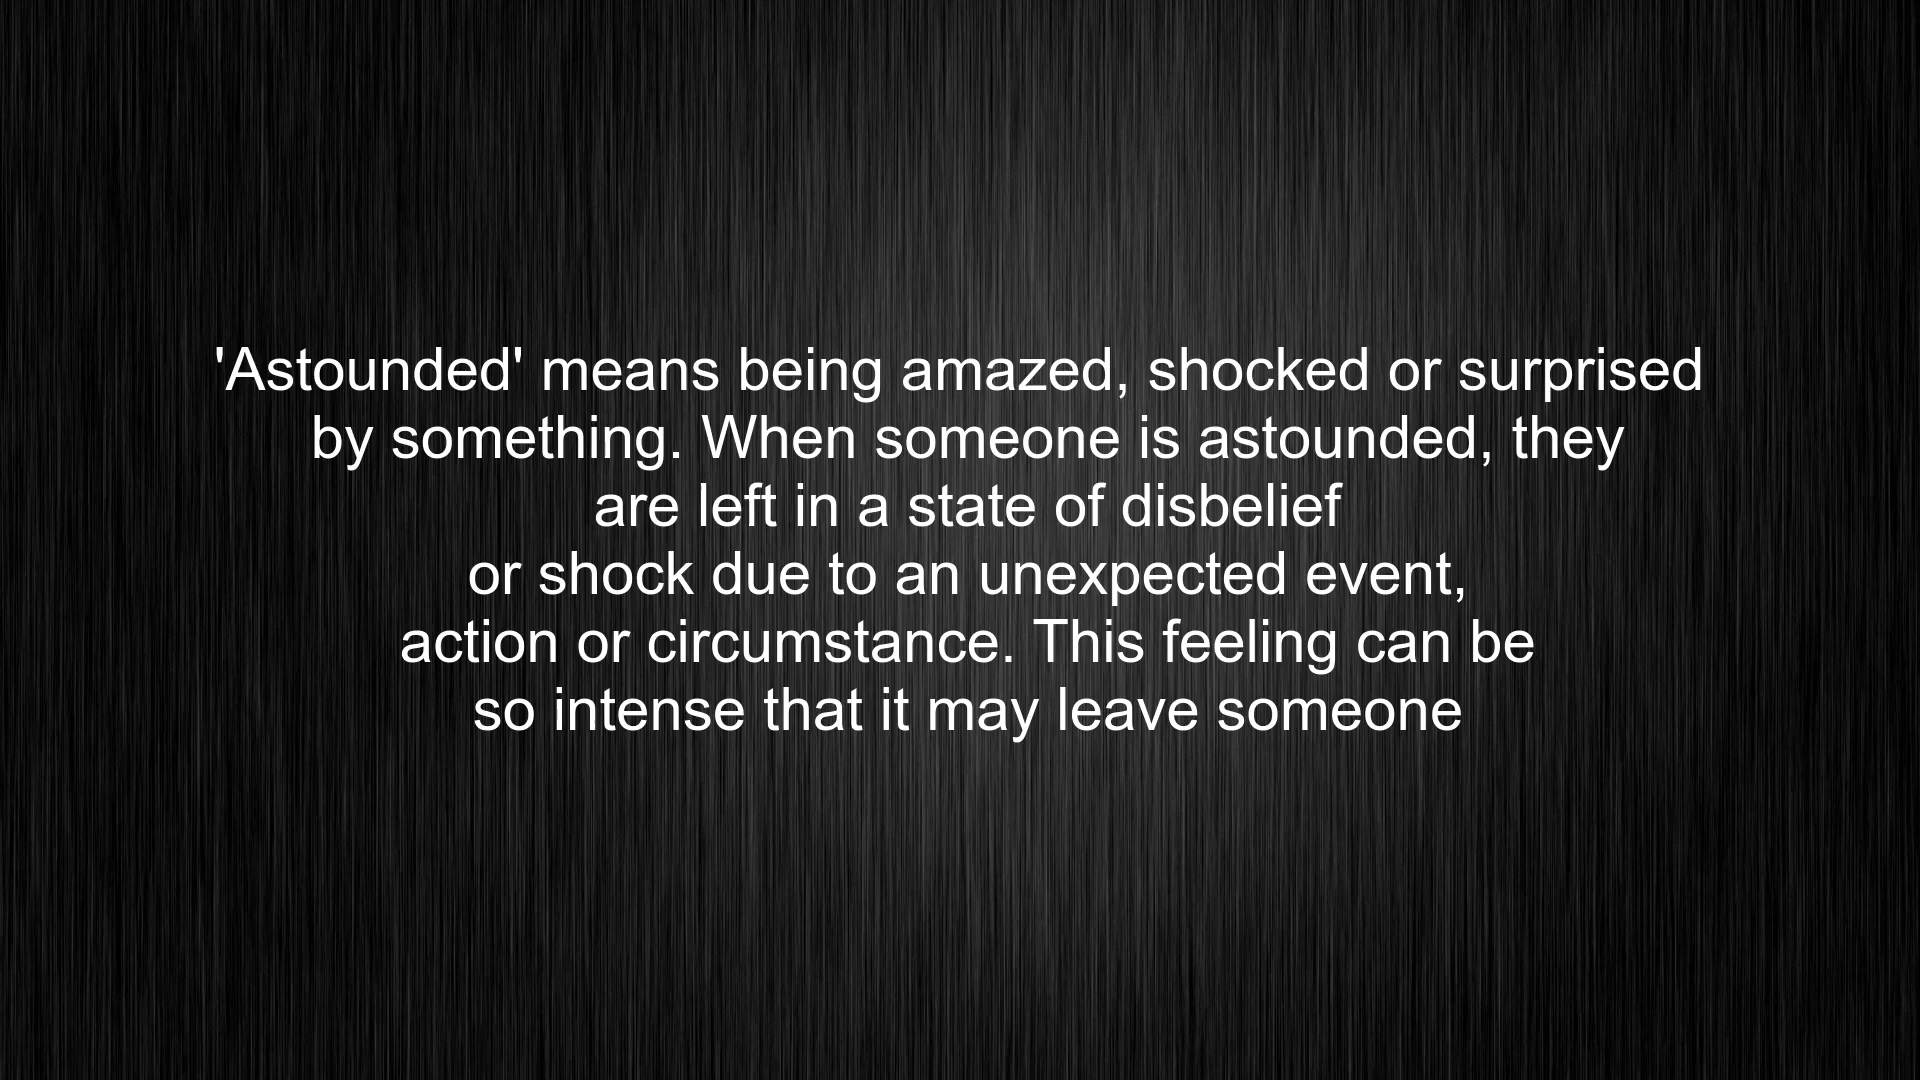 'Astounded' means being amazed, shocked or surprised
by something. When someone is astounded, they
are left in a state of disbelief
or shock due to an unexpected event,
action or circumstance. This feeling can be
so intense that it may leave someone